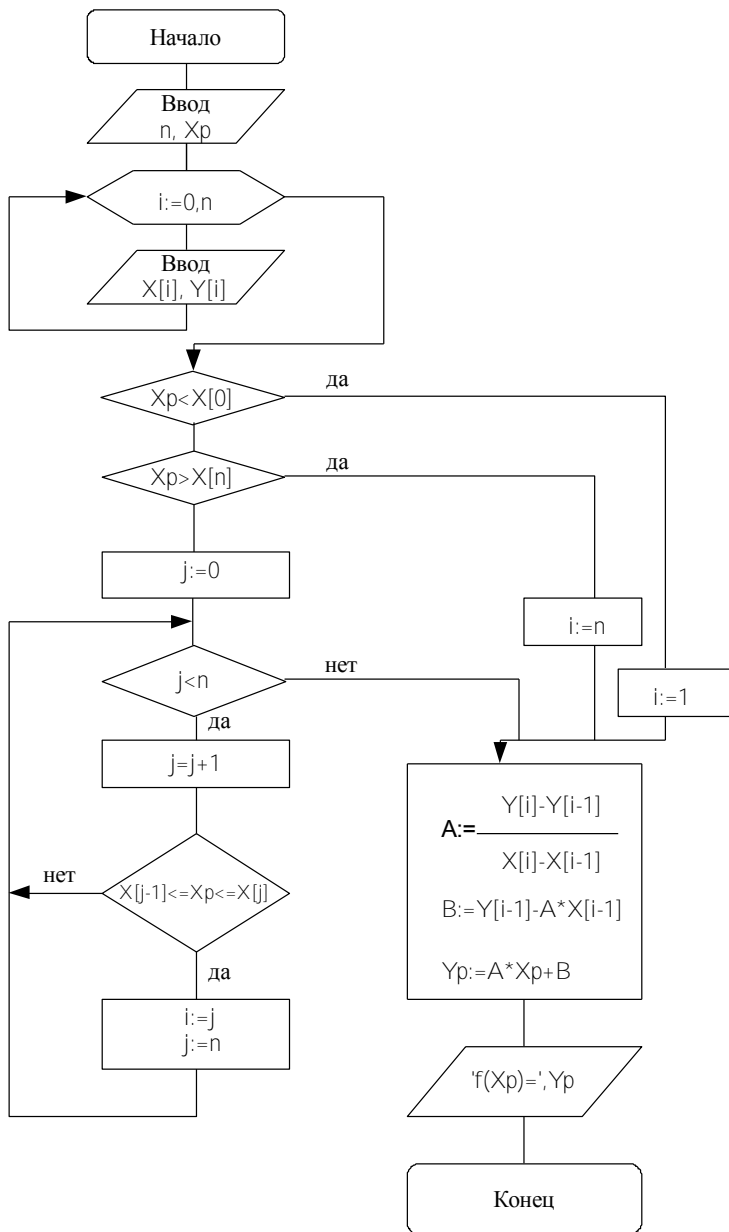 Начало
Ввод
n, Xp
i:=0,n
Ввод
X[i], Y[i]
да
Xp<X[0]
да
Xp>X[n]
j:=0
i:=n
нет
j<n
i:=1
да
j=j+1
Y[i]-Y[i-1]
A:=
X[i]-X[i-1]
нет
X[j-1]<=Xp<=X[j]
B:=Y[i-1]-A*X[i-1]
Yp:=A*Xp+B
да
i:=j
j:=n
'f(Xp)=',Yp
Конец